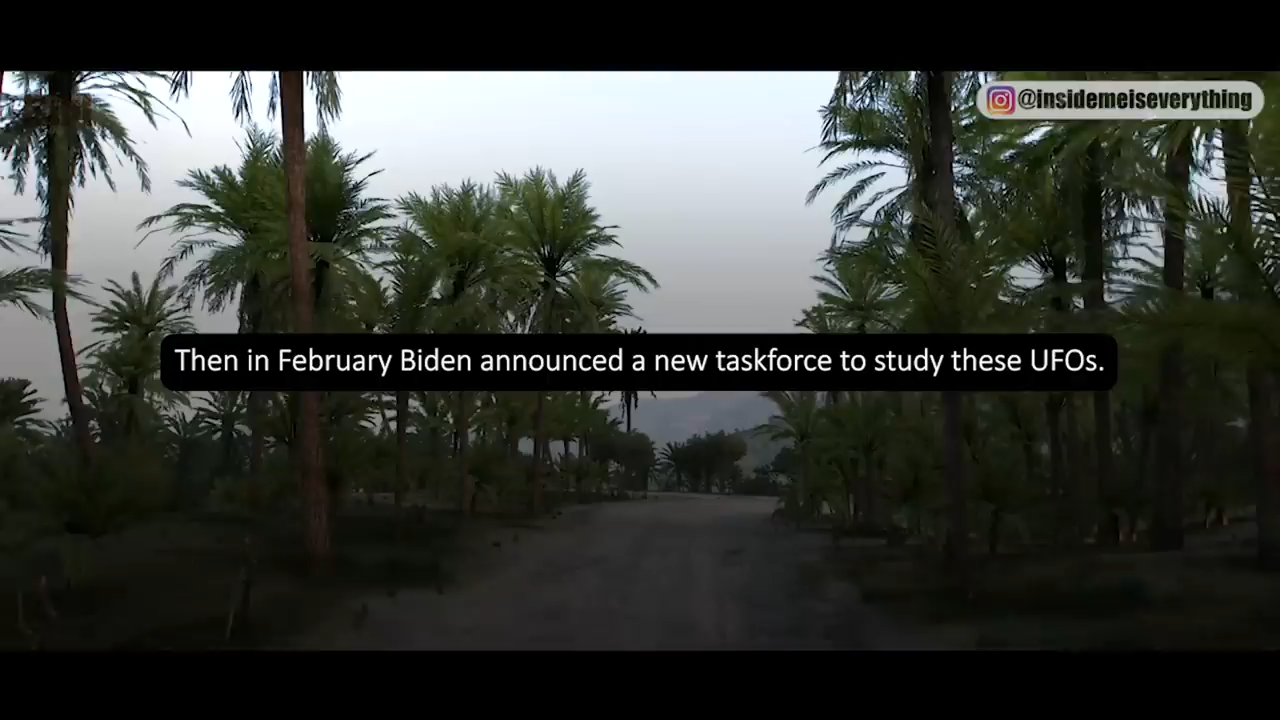 @insidemeiseverything
Then in February Biden announced a new taskforce to study these UFOs.